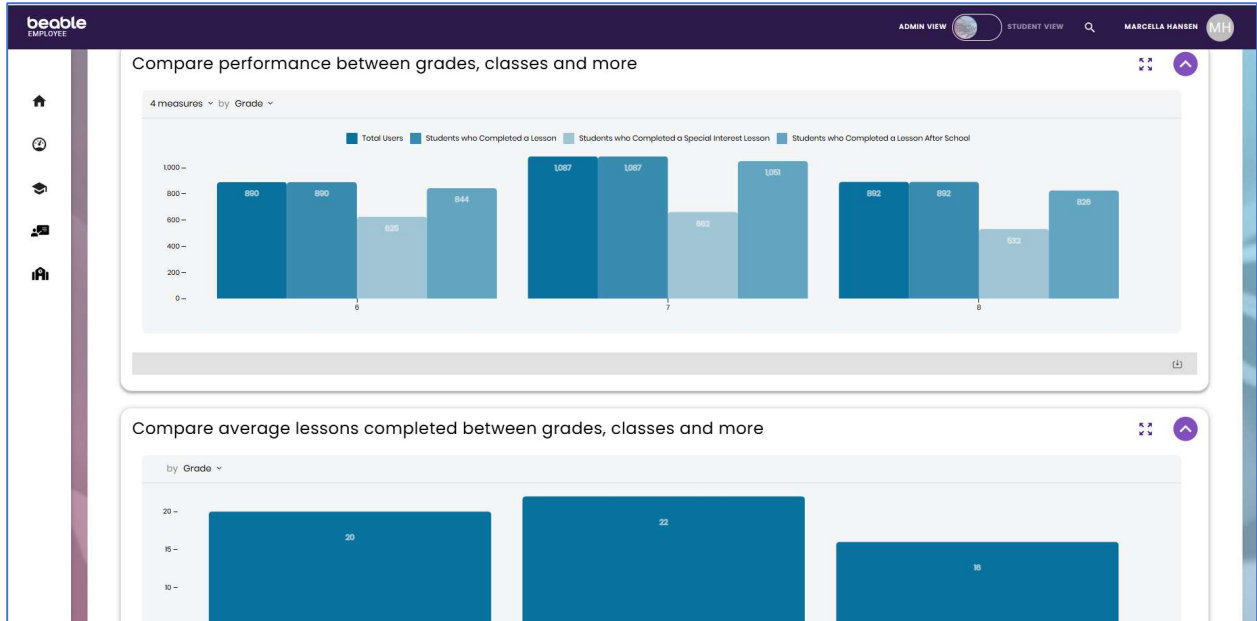 beable
EMPLOYEE
ADMIN VIEW STUDENT VIEW MARCELLA HANSEN MH
Compare performance between grades, classes and more
4 measures by Grade
Total Users Students who Completed a Lesson Students who Completed a Special Interest Lesson Students who Completed a Lesson After School
1,000
800
600
400
200
0
890 890 625 844
1,087 1,087 662 1,051
892 892 532 826
6 7 8
Compare average lessons completed between grades, classes and more
by Grade
20
15
10
20 22 16